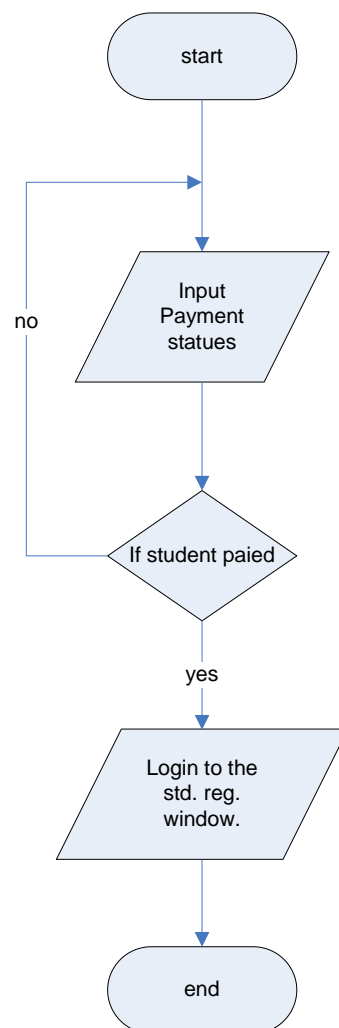 start
Input
Payment
statues
no
If student paied
yes
Login to the
std. reg.
window.
end